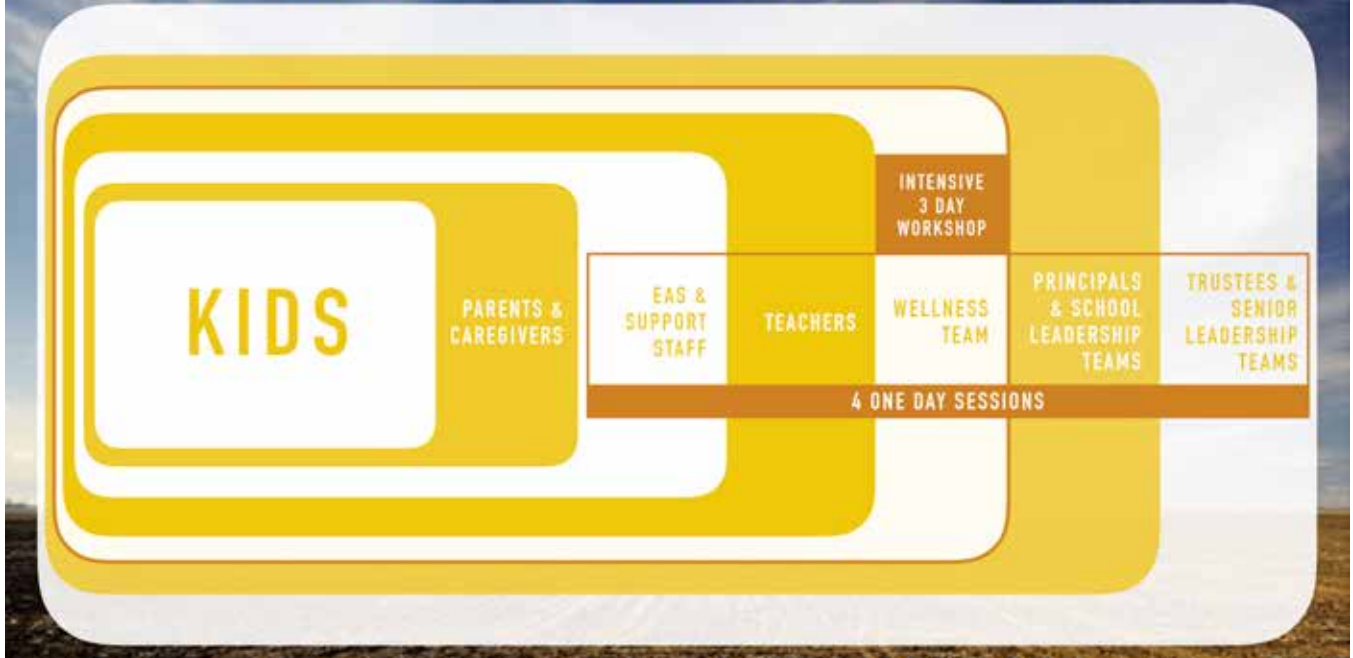 INTENSIVE
3 DAY
WORKSHOP
KIDS
PARENTS &
CAREGIVERS
EAS &
SUPPORT
STAFF
TEACHERS
WELLNESS
TEAM
PRINCIPALS
& SCHOOL
LEADERSHIP
TEAMS
TRUSTEES &
SENIOR
LEADERSHIP
TEAMS
4 ONE DAY SESSIONS